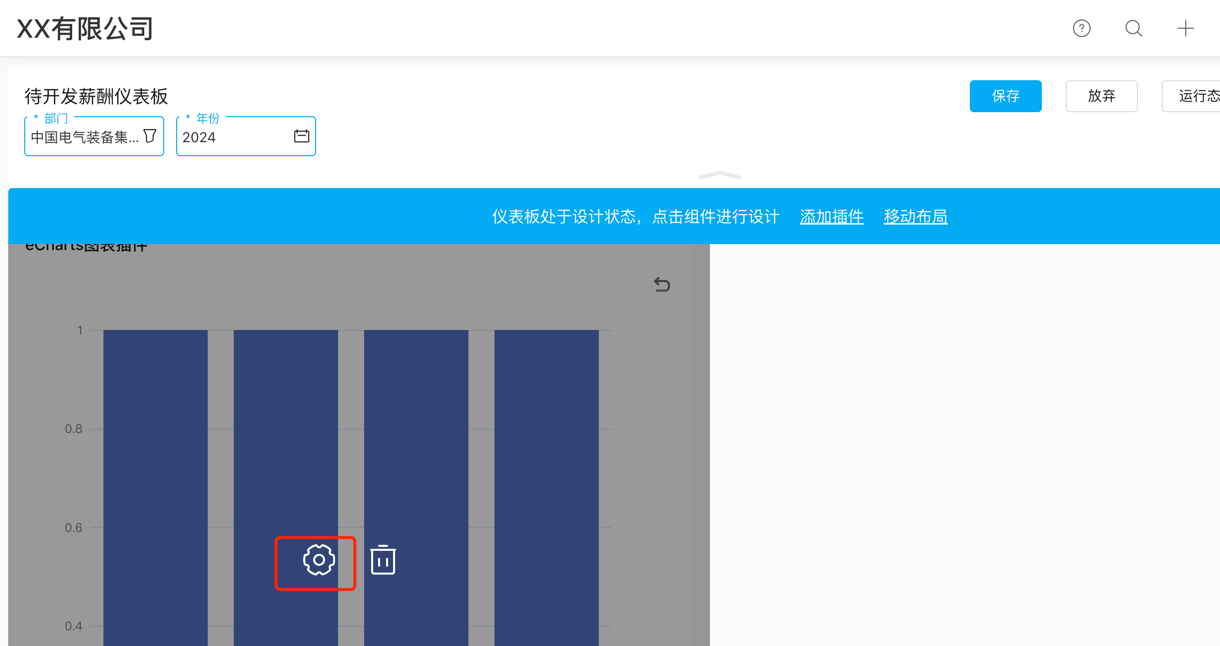 XX有限公司
待开发薪酬仪表板
保存
放弃
运行态
* 部门
中国电气装备集...
* 年份
2024
仪表板处于设计状态，点击组件进行设计 添加插件 移动布局
eCharts图表插件
1
0.8
0.6
0.4